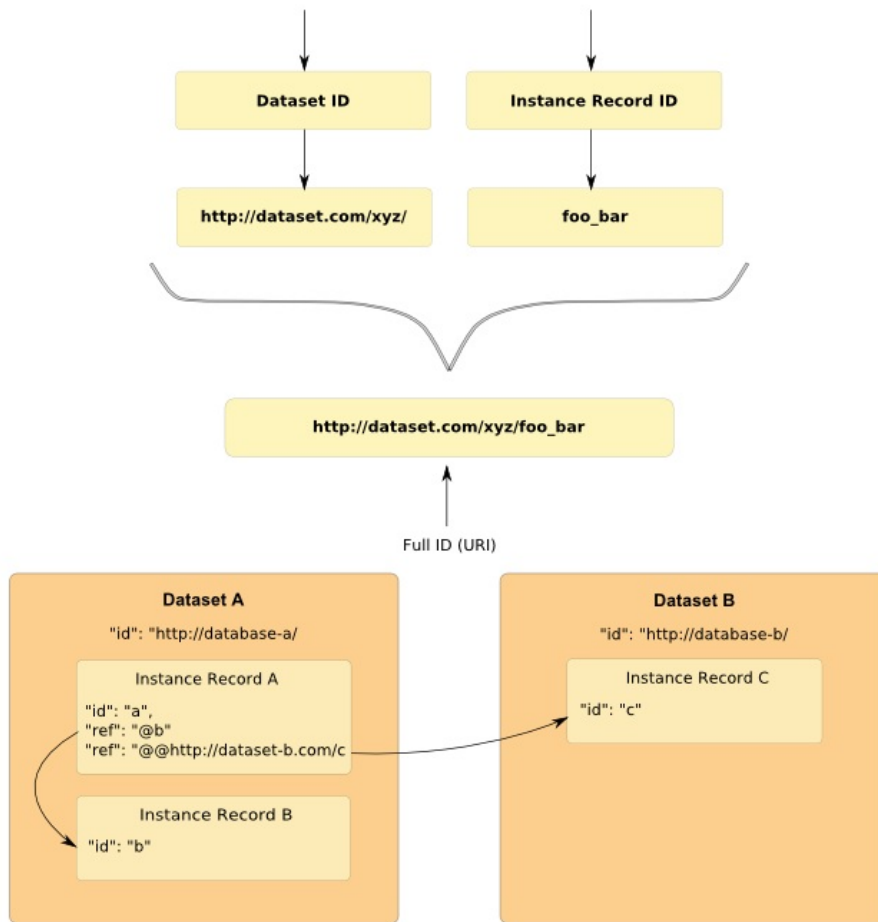 Dataset ID
Instance Record ID
http://dataset.com/xyz/
foo_bar
http://dataset.com/xyz/foo_bar
Full ID (URI)
Dataset A
"id": "http://database-a/
Instance Record A
"id": "a",
"ref": "@b"
"ref": "@@http://dataset-b.com/c
Instance Record B
"id": "b"
Dataset B
"id": "http://database-b/
Instance Record C
"id": "c"